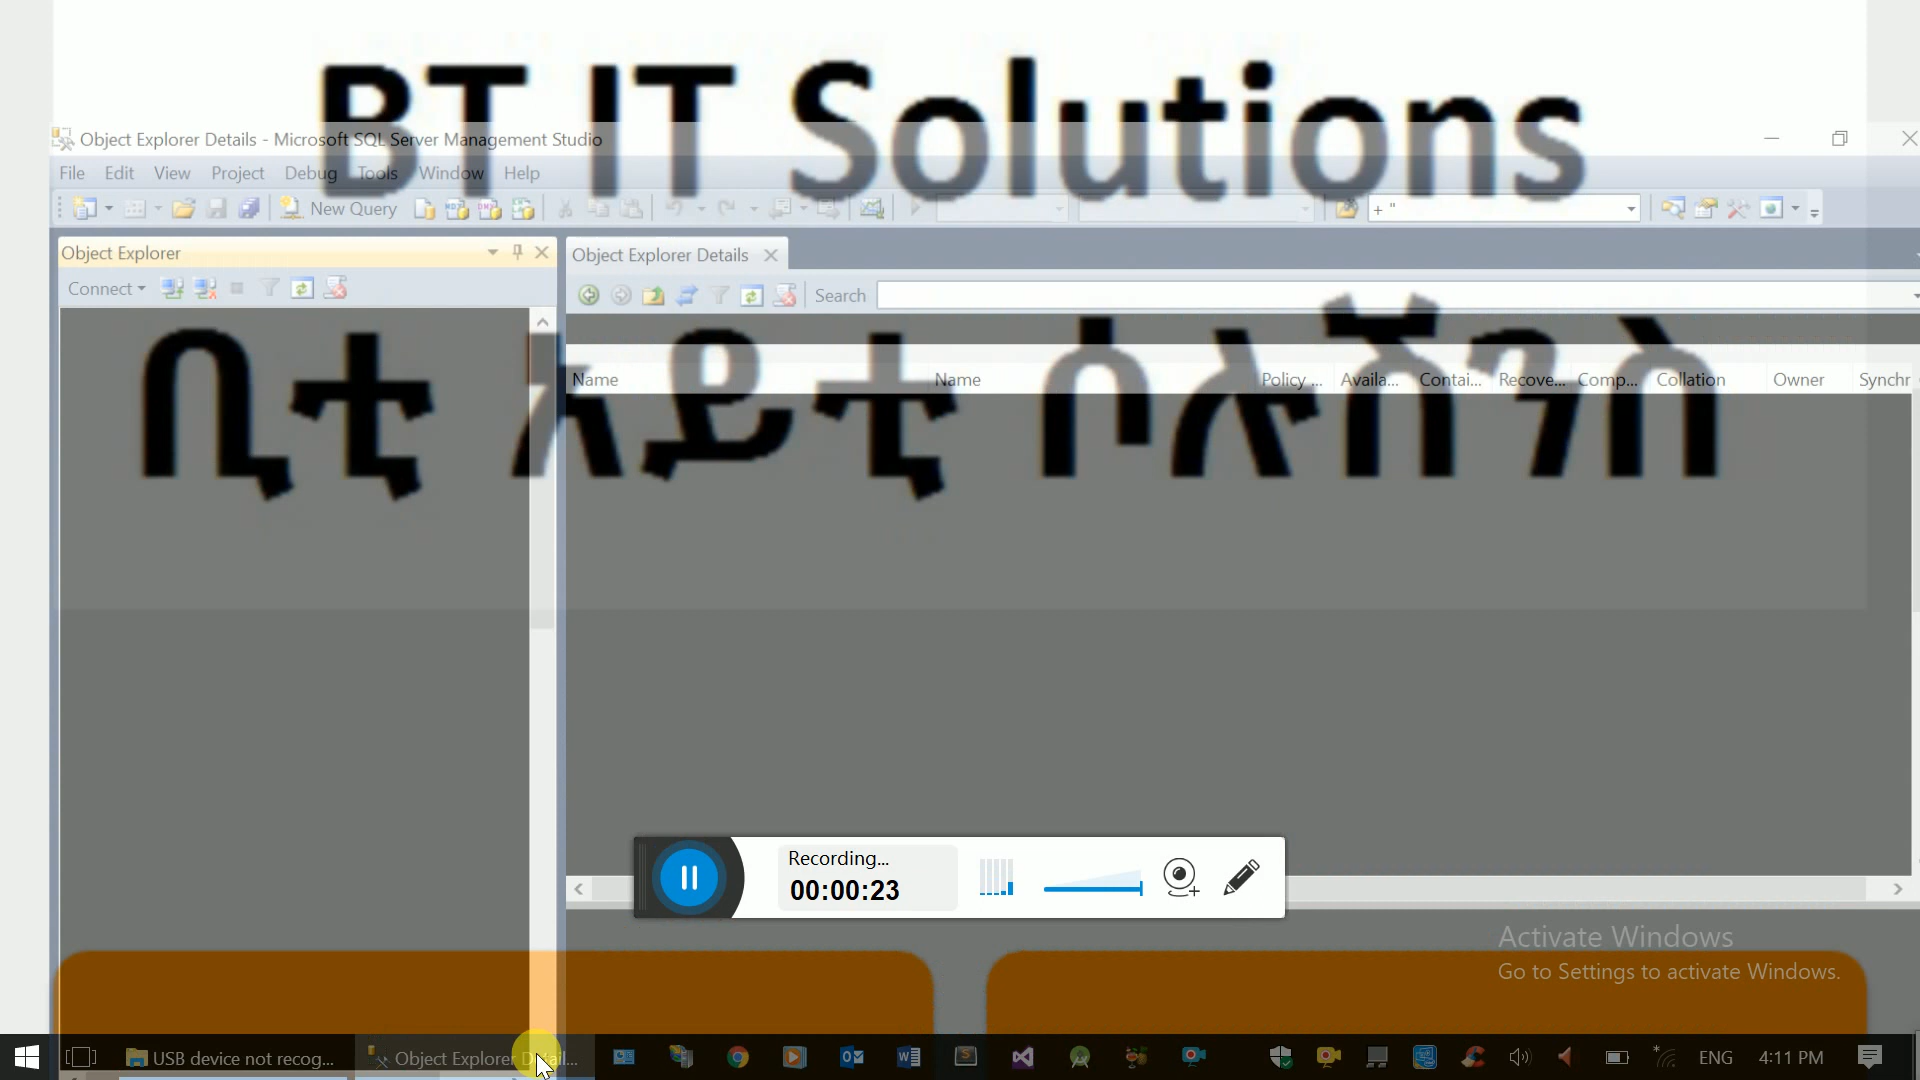 BT IT Solutions
Object Explorer Details - Microsoft SQL Server Management Studio
File Edit View Project Debug Tools Window Help
New Query + "
Object Explorer
Object Explorer Details
Connect
Search
ቢቲ አይቲ ሶሉሽንስ
Name Name Policy ... Availa... Contai... Recove... Comp... Collation Owner Synchr
Recording...
00:00:23
Activate Windows
Go to Settings to activate Windows.
USB device not recog... Object Explorer Detail... ENG 4:11 PM